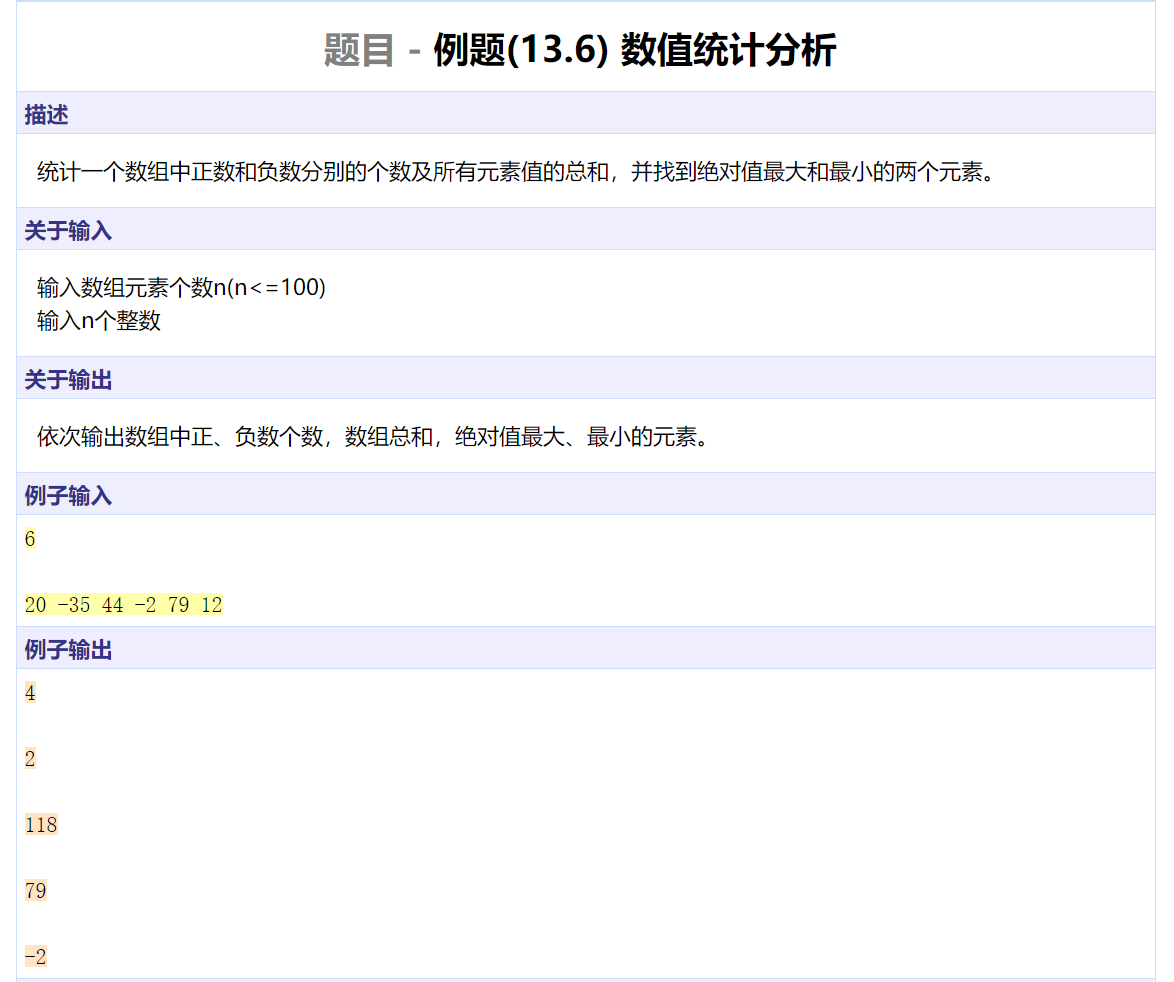 题目 - 例题(13.6) 数值统计分析
描述
统计一个数组中正数和负数分别的个数及所有元素值的总和，并找到绝对值最大和最小的两个元素。
关于输入
输入数组元素个数n(n<=100)
输入n个整数
关于输出
依次输出数组中正、负数个数，数组总和，绝对值最大、最小的元素。
例子输入
6
20 -35 44 -2 79 12
例子输出
4
2
118
79
-2